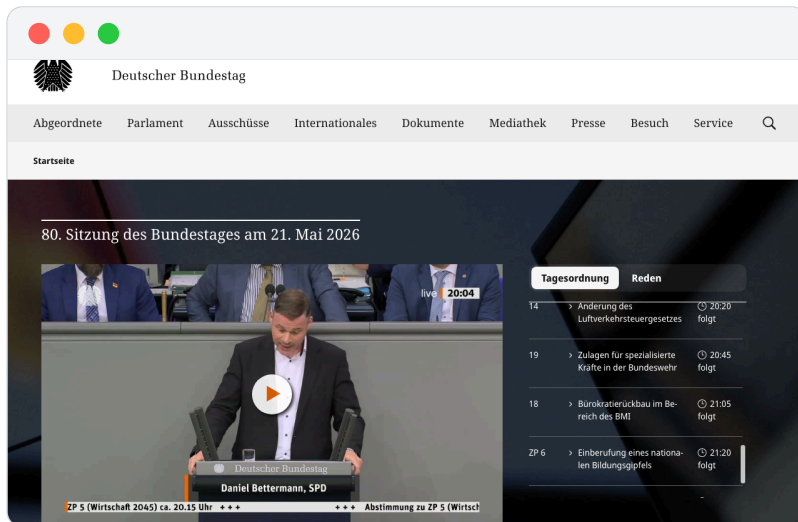 Deutscher Bundestag
Abgeordnete Parlament Ausschüsse Internationales Dokumente Mediathek Presse Besuch Service
Startseite
80. Sitzung des Bundestages am 21. Mai 2026
live 20:04
Deutscher Bundestag
Daniel Bettermann, SPD
ZP 5 (Wirtschaft 2045) ca. 20.15 Uhr +++ +++ Abstimmung zu ZP 5 (Wirtsch
Tagesordnung Reden
14 > Änderung des 20:20
Luftverkehrsteuergesetzes folgt
19 > Zulagen für spezialisierte 20:45
Kräfte in der Bundeswehr folgt
18 > Bürokratierückbau im Be- 21:05
reich des BMI folgt
ZP 6 > Einberufung eines nationa- 21:20
len Bildungsgipfels folgt